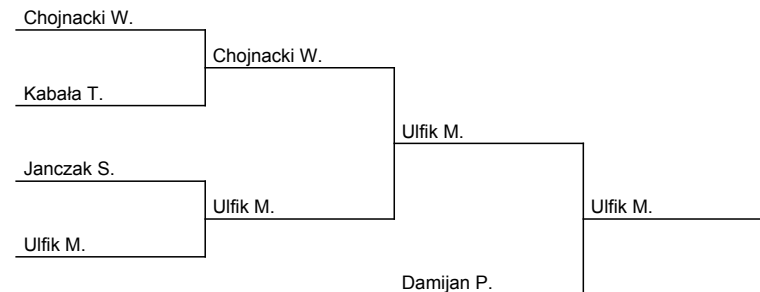 Chojnacki W.
Chojnacki W.
Kabała T.
Ulfik M.
Janczak S.
Ulfik M.
Ulfik M.
Ulfik M.
Damijan P.